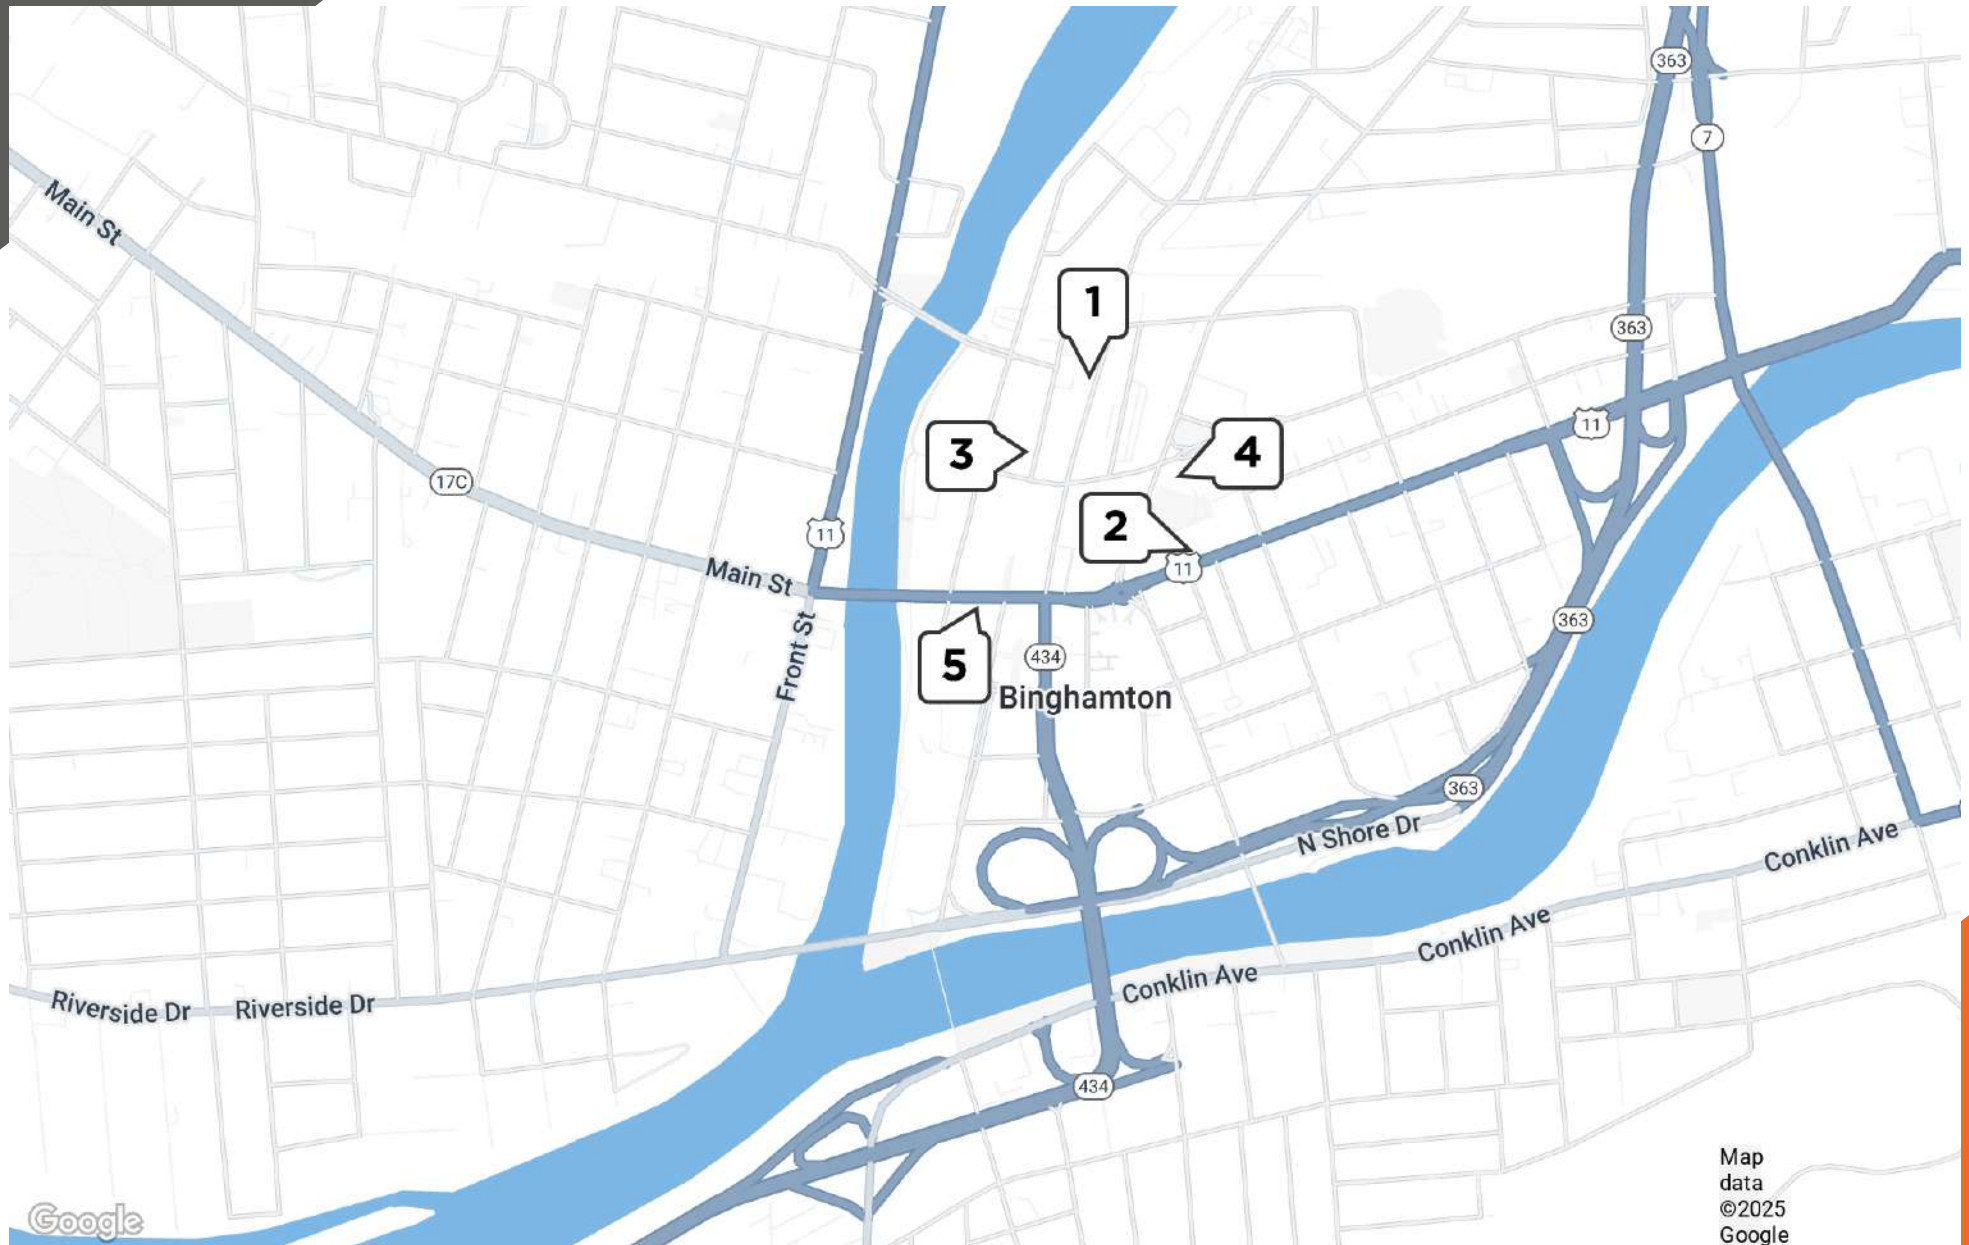 363
7
Main St
1
363
3
4
11
17C
2
11
11
Main St
Front St
363
5
434
Binghamton
363
N Shore Dr
Conklin Ave
Conklin Ave
Conklin Ave
Riverside Dr
Riverside Dr
434
Map
data
©2025
Google
Google